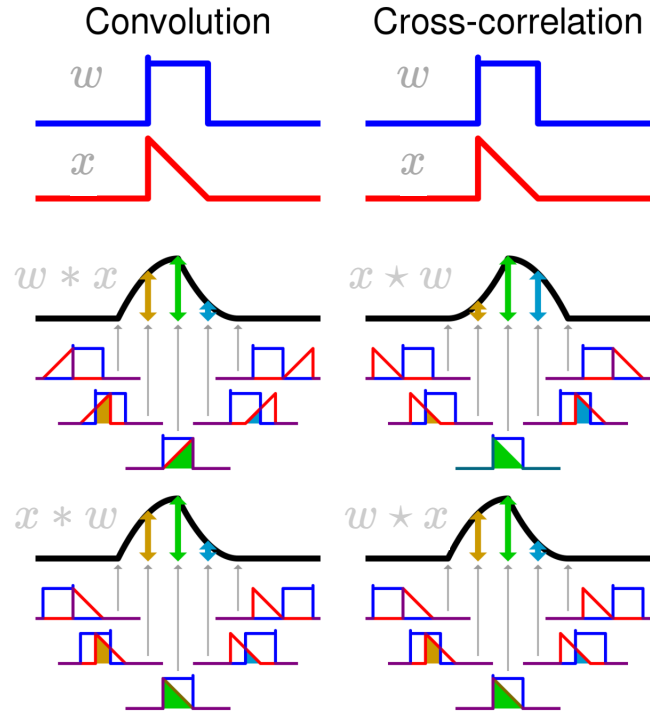 Convolution Cross-correlation
w w
x x
w ∗ x x ⋆ w
x ∗ w w ⋆ x